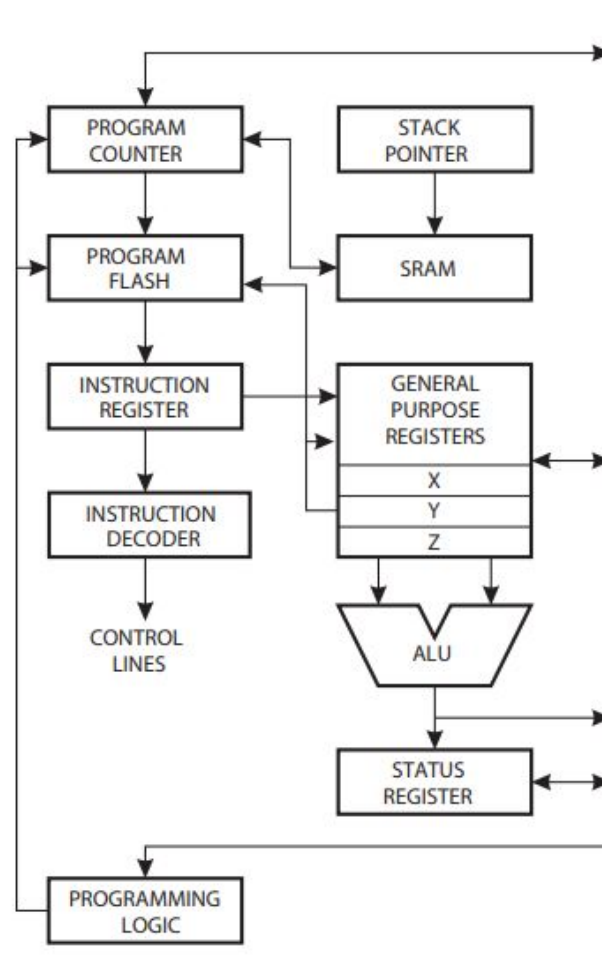 PROGRAM
COUNTER
STACK
POINTER
PROGRAM
FLASH
SRAM
INSTRUCTION
REGISTER
GENERAL
PURPOSE
REGISTERS
X
Y
Z
INSTRUCTION
DECODER
CONTROL
LINES
ALU
STATUS
REGISTER
PROGRAMMING
LOGIC